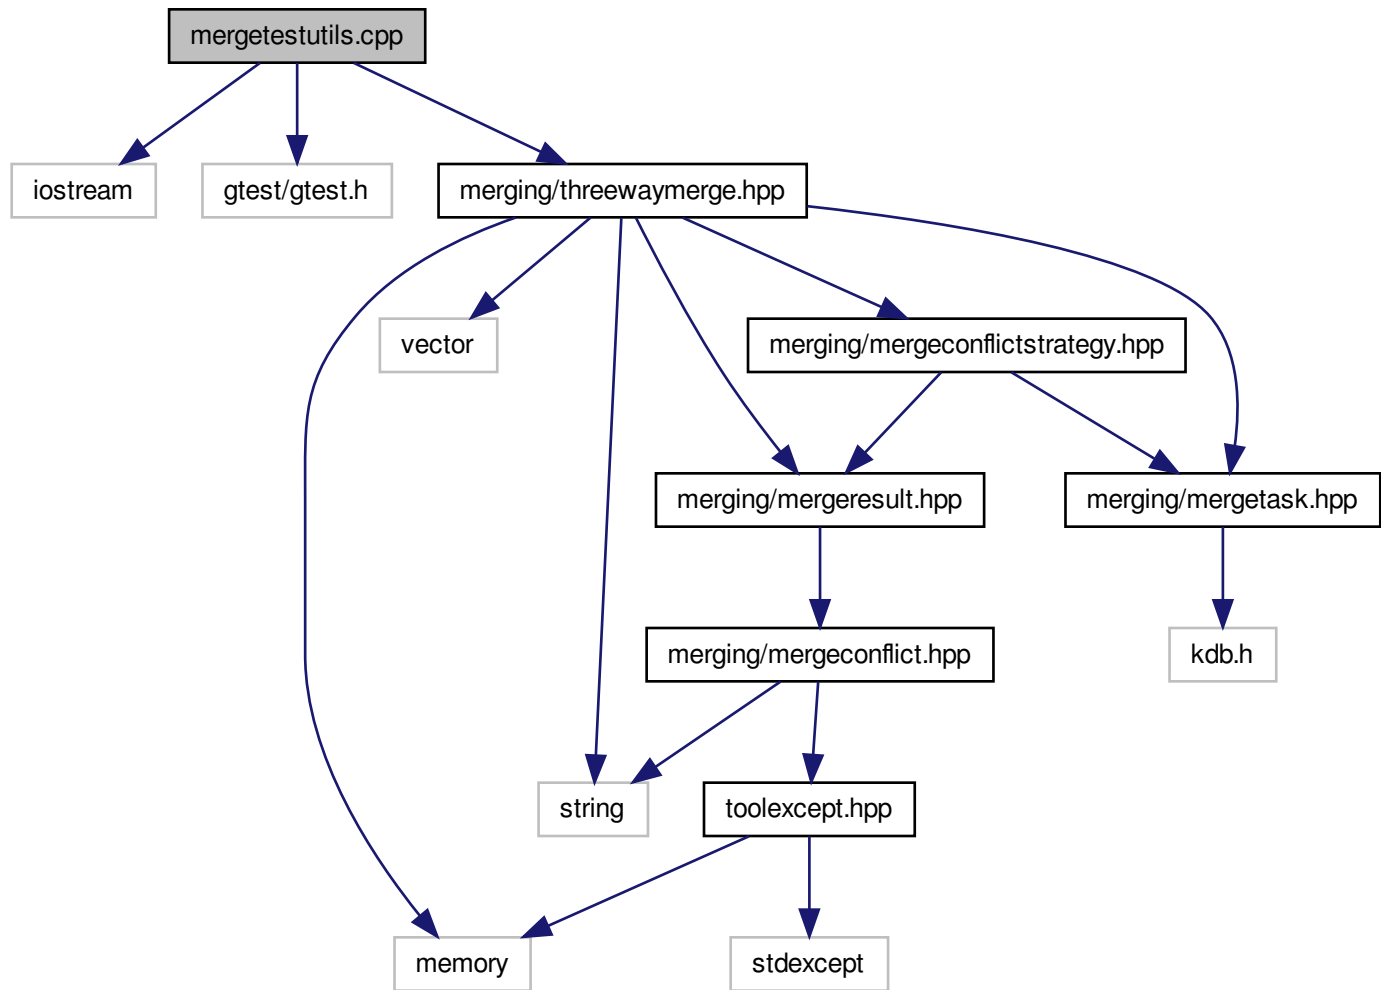 mergetestutils.cpp
iostream
gtest/gtest.h
merging/threewaymerge.hpp
vector
merging/mergeconflictstrategy.hpp
merging/mergeresult.hpp
merging/mergetask.hpp
merging/mergeconflict.hpp
kdb.h
string
toolexcept.hpp
memory
stdexcept